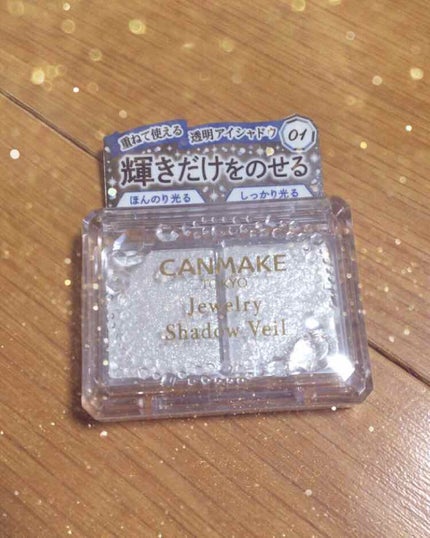 重ねて使える 透明アイシャドウ 01
輝きだけをのせる
ほんのり光る しっかり光る
CANMAKE
TOKYO
Jewelry
Shadow Veil